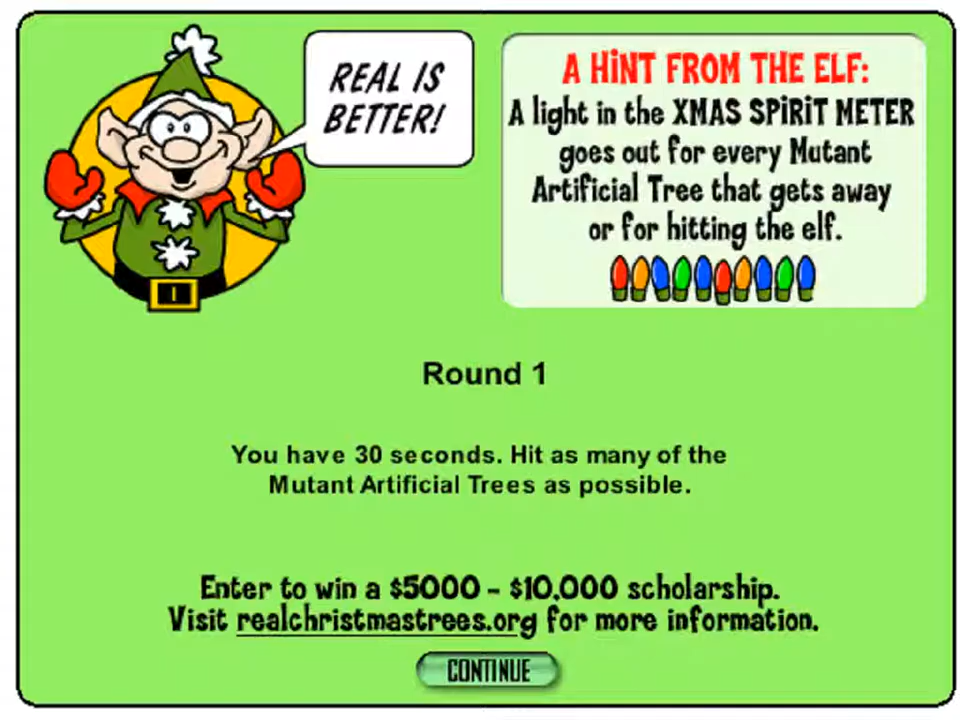 REAL IS
BETTER!
A HiNT FROM THE ELF:
A light in the XMAS SPiRiT METER
goes out for every Mutant
Artificial Tree that gets away
or for hitting the elf.
Round 1
You have 30 seconds. Hit as many of the
Mutant Artificial Trees as possible.
Enter to win a $5000 - $10,000 scholarship.
Visit realchristmastrees.org for more information.
CONTINUE